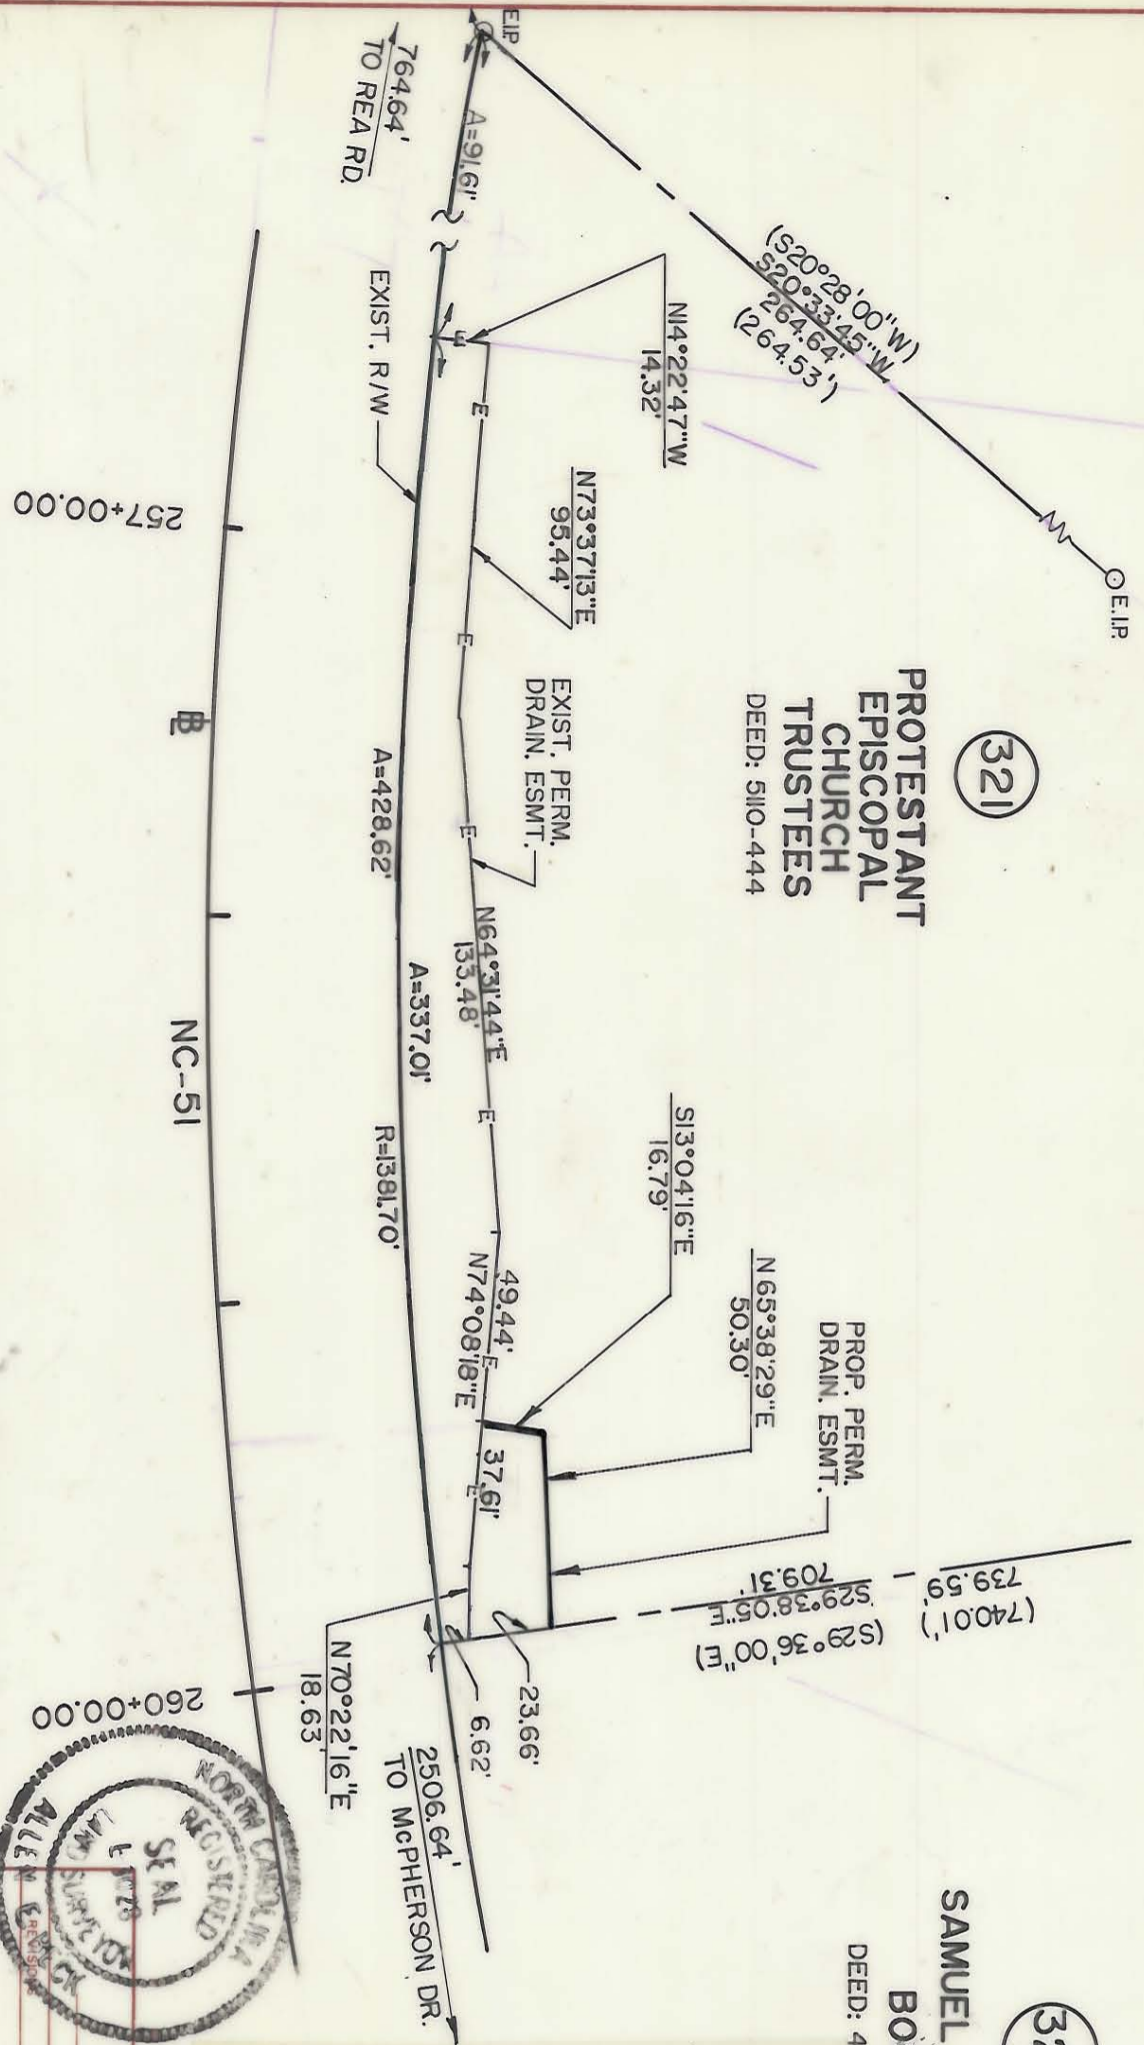 E.I.P.
764.64'
TO REA RD.
A=91.61'
(S20°28'00"W)
S20°33'45"W
264.64'
(264.53')
E.I.P.
N14°22'47"W
14.32'
EXIST. R/W
E
E
N73°37'13"E
95.44'
257+00.00
E
321
PROTESTANT
EPISCOPAL
CHURCH
TRUSTEES
DEED: 5110-444
EXIST. PERM.
DRAIN. ESMT.
E
A=428.62'
N64°31'44"E
133.48'
A=337.01'
NC-51
E
R=1381.70'
S13°04'16"E
16.79'
49.44'
N74°08'18"E
E
N65°38'29"E
50.30'
PROP. PERM.
DRAIN. ESMT.
37.61'
E
739.59'
(740.01')
709.31'
S29°38'05"E
(S29°36'00"E)
23.66'
6.62'
N70°22'16"E
18.63'
260+00.00
2506.64'
TO McPHERSON DR.
SAMUEL
DEED: 4
NORTH CAROLINA
REGISTERED
SEAL
LAND SURVEYOR
ALLEN
REVISIONS